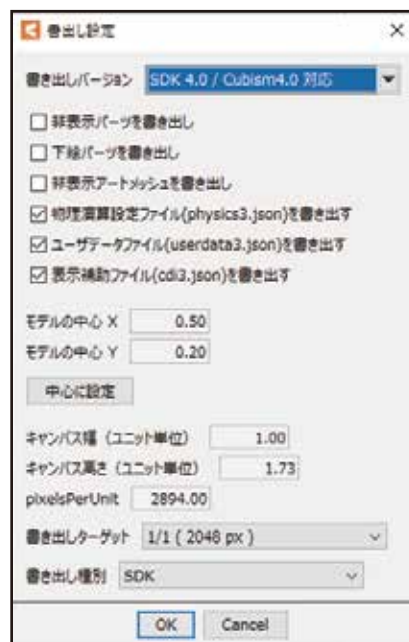 書出し設定
書き出しバージョン SDK 4.0 / Cubism4.0 対応
非表示パーツを書き出し
下絵パーツを書き出し
非表示アートメッシュを書き出し
物理演算設定ファイル(physics3.json)を書き出す
ユーザデータファイル(userdata3.json)を書き出す
表示補助ファイル(cdi3.json)を書き出す
モデルの中心 X 0.50
モデルの中心 Y 0.20
中心に設定
キャンバス幅（ユニット単位） 1.00
キャンバス高さ（ユニット単位） 1.73
pixelsPerUnit 2894.00
書き出しターゲット 1/1 ( 2048 px )
書き出し種別 SDK
OK Cancel